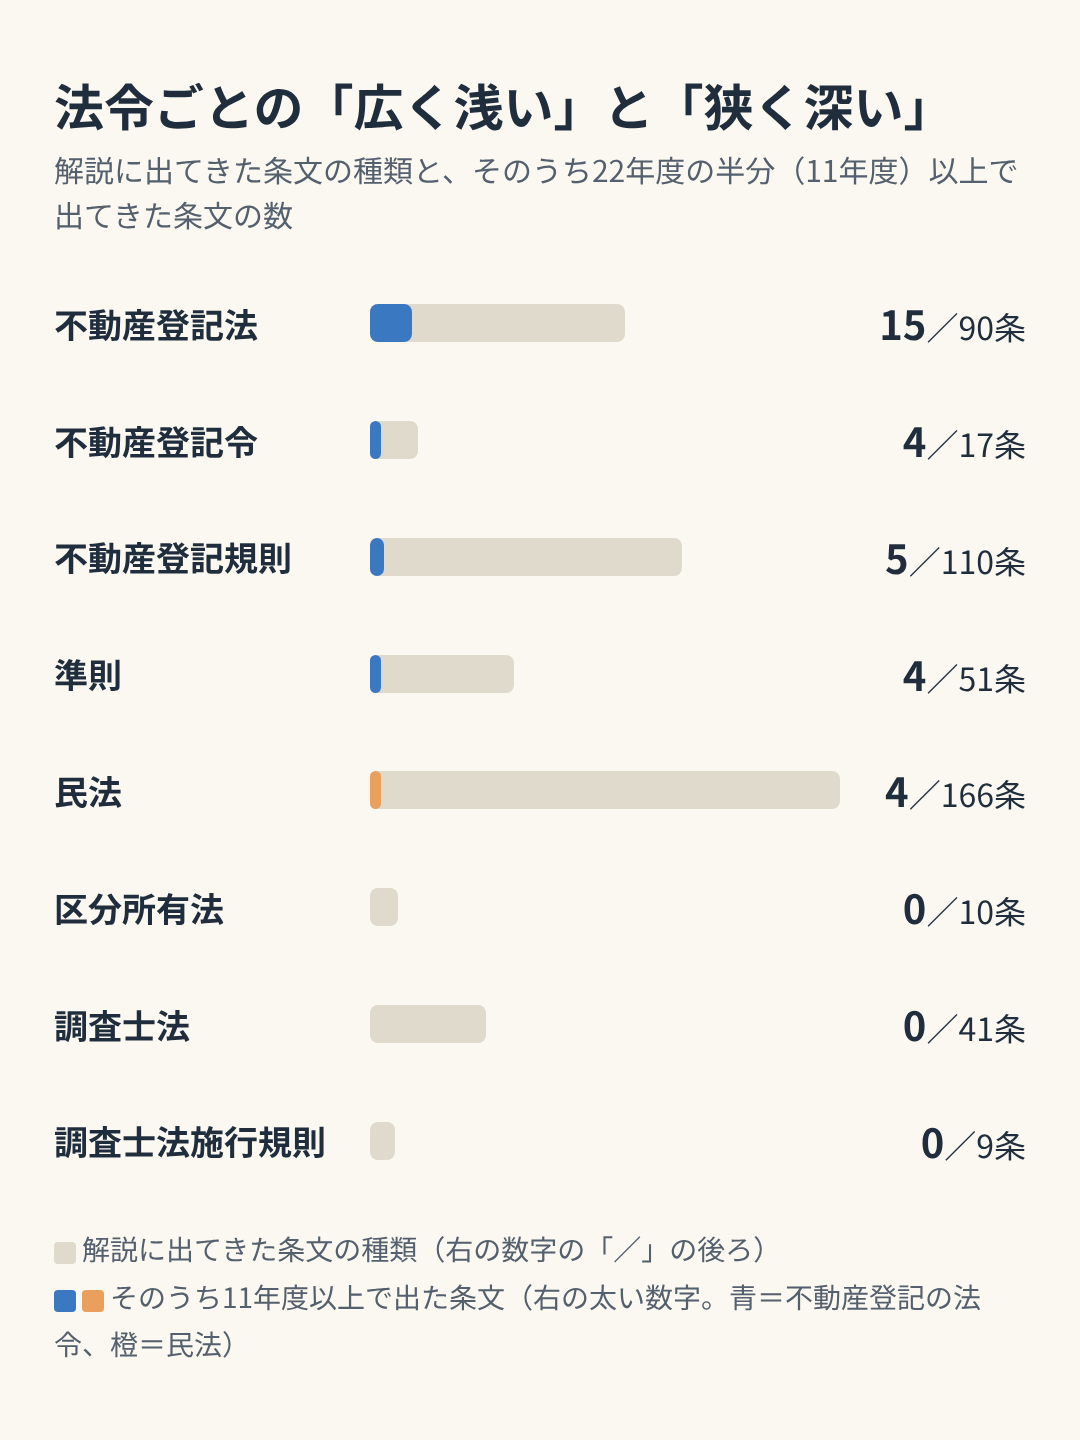 法令ごとの「広く浅い」と「狭く深い」
解説に出てきた条文の種類と、そのうち22年度の半分（11年度）以上で
出てきた条文の数
不動産登記法 15／90条
不動産登記令 4／17条
不動産登記規則 5／110条
準則 4／51条
民法 4／166条
区分所有法 0／10条
調査士法 0／41条
調査士法施行規則 0／9条
解説に出てきた条文の種類（右の数字の「／」の後ろ）
そのうち11年度以上で出た条文（右の太い数字。青＝不動産登記の法
令、橙＝民法）